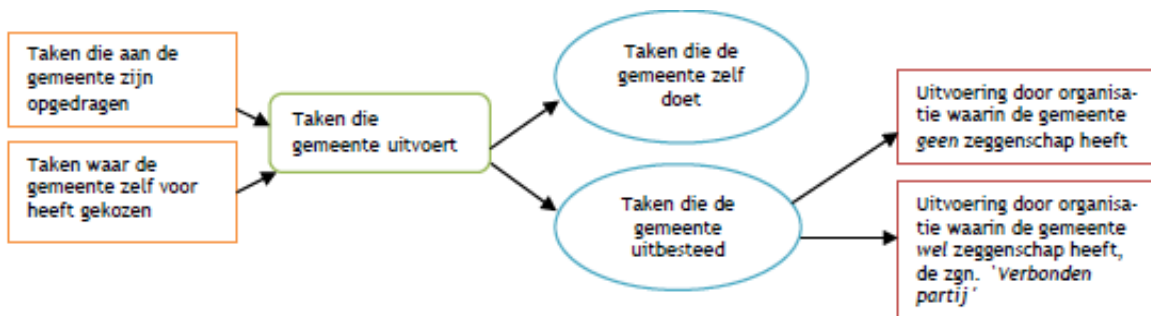 Taken die aan de
gemeente zijn
opgedragen
Taken waar de
gemeente zelf voor
heeft gekozen
Taken die
gemeente uitvoert
Taken die de
gemeente zelf
doet
Taken die de
gemeente
uitbesteed
Uitvoering door organisa-
tie waarin de gemeente
geen zeggenschap heeft
Uitvoering door organisa-
tie waarin de gemeente
wel zeggenschap heeft,
de zgn. 'Verbonden
partij'